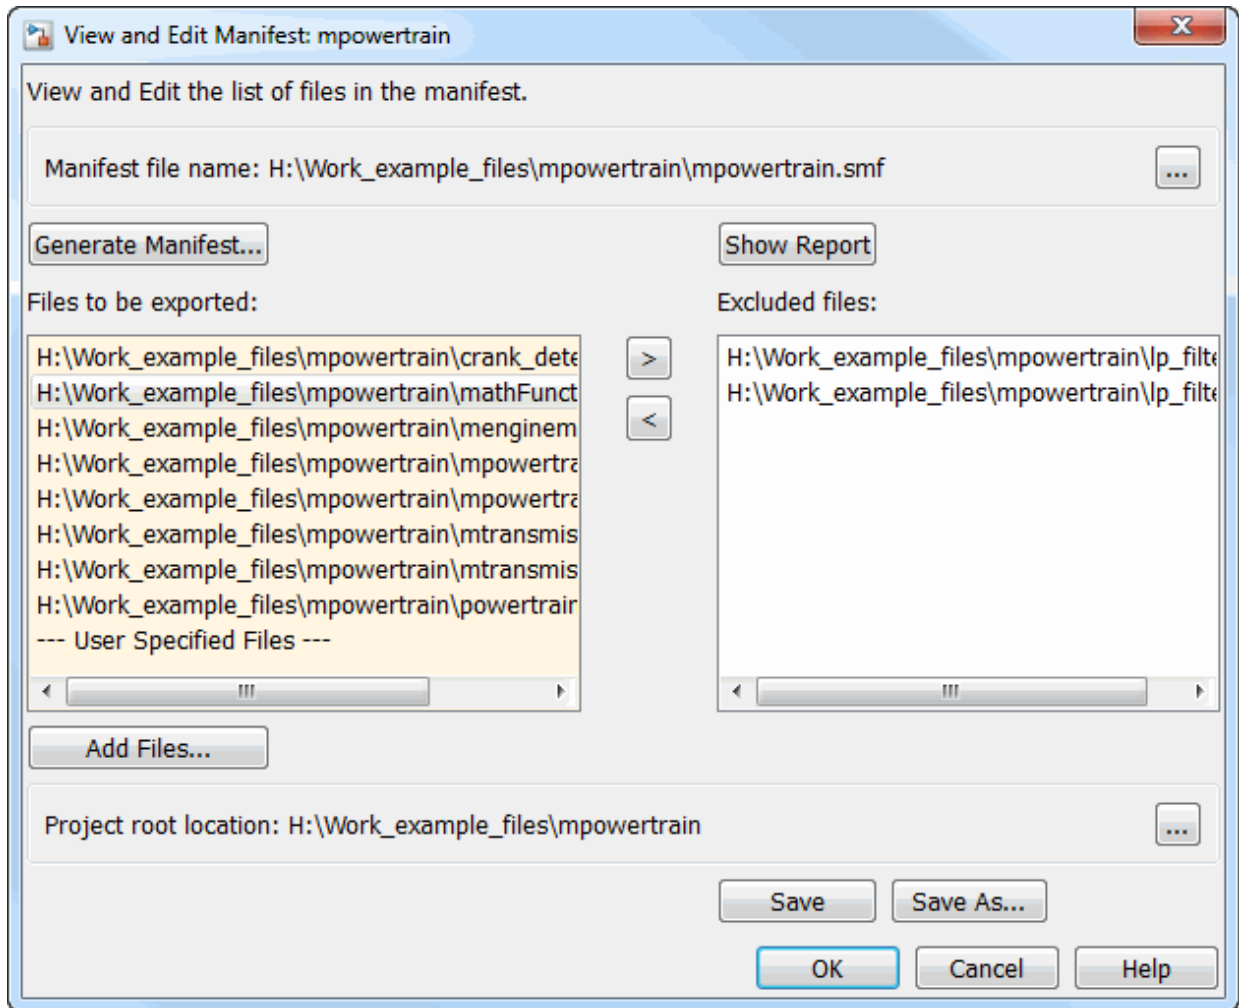 View and Edit Manifest: mpowertrain
View and Edit the list of files in the manifest.
Manifest file name: H:\Work_example_files\mpowertrain\mpowertrain.smf
...
Generate Manifest...
Show Report
Files to be exported:
Excluded files:
H:\Work_example_files\mpowertrain\crank_dete
H:\Work_example_files\mpowertrain\mathFunct
H:\Work_example_files\mpowertrain\menginem
H:\Work_example_files\mpowertrain\mpowertra
H:\Work_example_files\mpowertrain\mpowertra
H:\Work_example_files\mpowertrain\mtransmis
H:\Work_example_files\mpowertrain\mtransmis
H:\Work_example_files\mpowertrain\powertrain
--- User Specified Files ---
>
<
H:\Work_example_files\mpowertrain\lp_filte
H:\Work_example_files\mpowertrain\lp_filte
Add Files...
Project root location: H:\Work_example_files\mpowertrain
...
Save
Save As...
OK
Cancel
Help